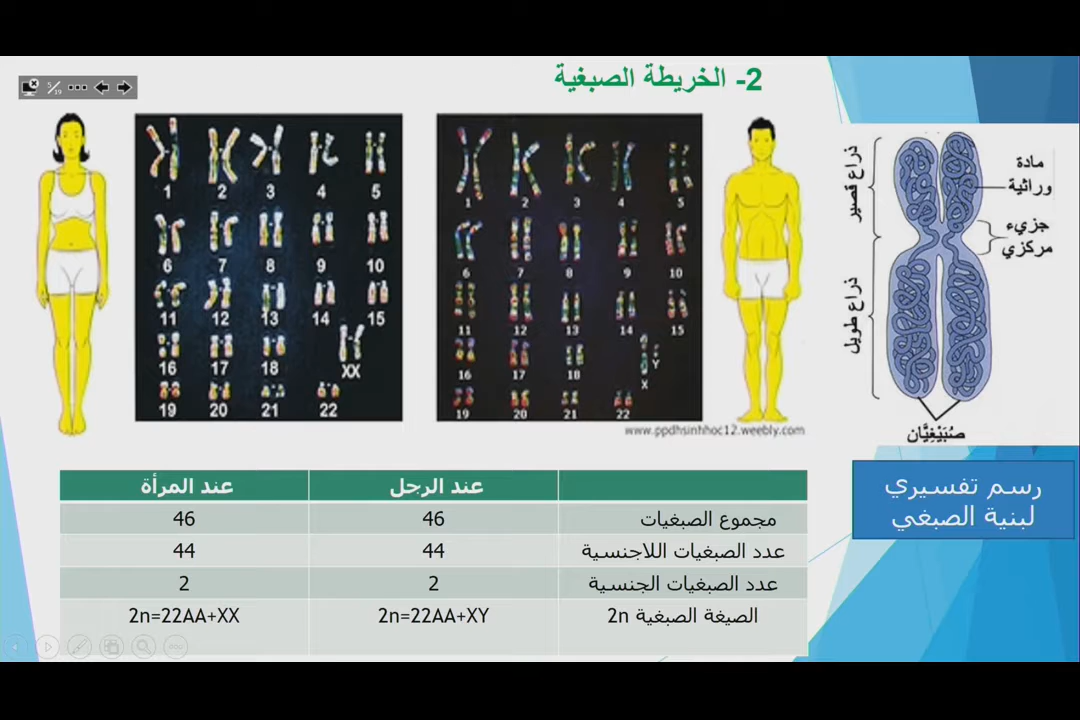 2- الخريطة الصبغية
5/19
1 2 3 4 5
6 7 8 9 10
11 12 13 14 15
16 17 18 XX
19 20 21 22
1 2 3 4 5
6 7 8 9 10
11 12 13 14 15
16 17 18 X Y
19 20 21 22
www.ppdhsinhhoc12.weebly.com
ذراع قصير
ذراع طويل
مادة
وراثية
جزيء
مركزي
صُبَيْغِيَّان
رسم تفسيري
لبنية الصبغي
عند الرجل عند المرأة
مجموع الصبغيات 46 46
عدد الصبغيات اللاجنسية 44 44
عدد الصبغيات الجنسية 2 2
الصيغة الصبغية 2n 2n=22AA+XY 2n=22AA+XX